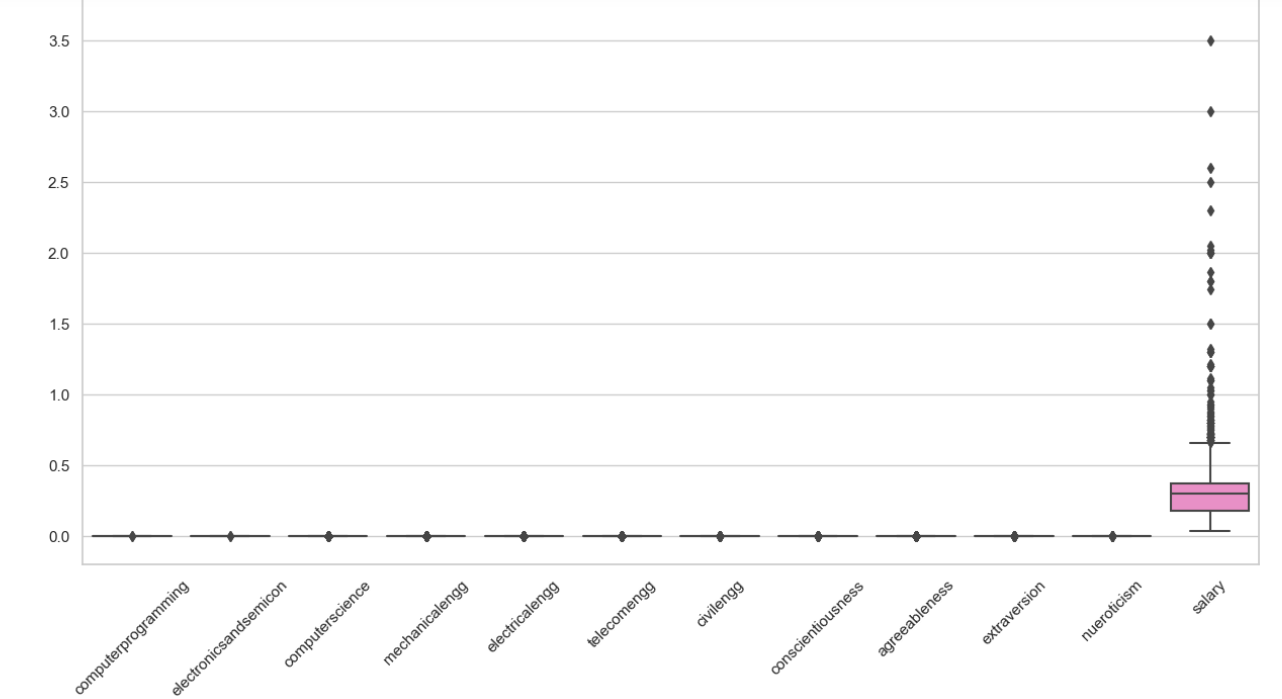 3.5
3.0
2.5
2.0
1.5
1.0
0.5
0.0
computerprogramming
electronicsandsemicon
computerscience
mechanicalengg
electricalengg
telecomengg
civilengg
conscientiousness
agreeableness
extraversion
nueroticism
salary